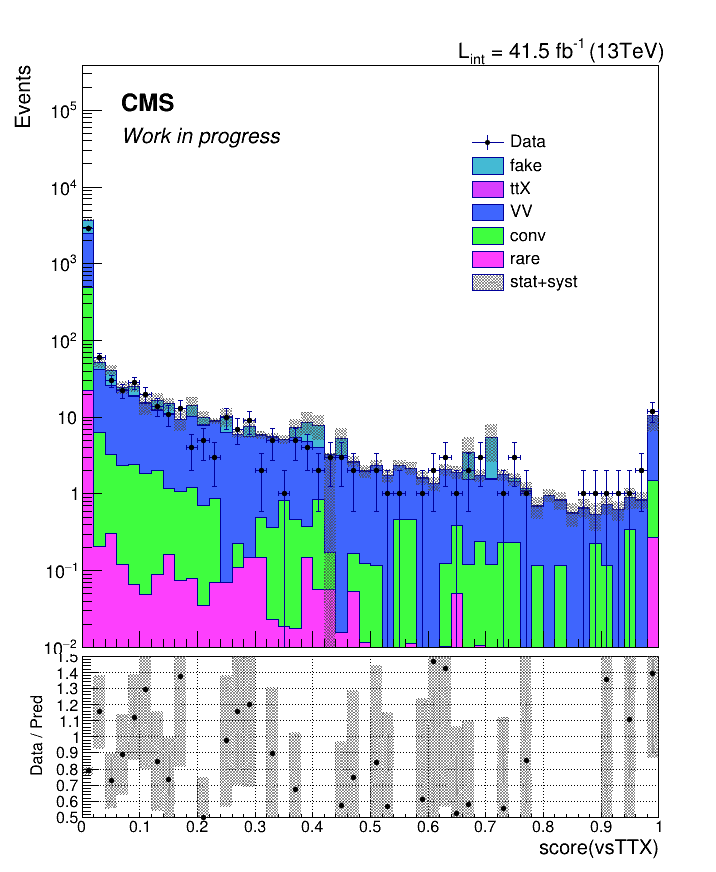 L_int = 41.5 fb^-1 (13TeV)
Events
CMS
Work in progress
Data
fake
ttX
VV
conv
rare
stat+syst
10^5
10^4
10^3
10^2
10
1
10^−1
10^−2
Data / Pred
1.5
1.4
1.3
1.2
1.1
1
0.9
0.8
0.7
0.6
0.5
0 0.1 0.2 0.3 0.4 0.5 0.6 0.7 0.8 0.9 1
score(vsTTX)